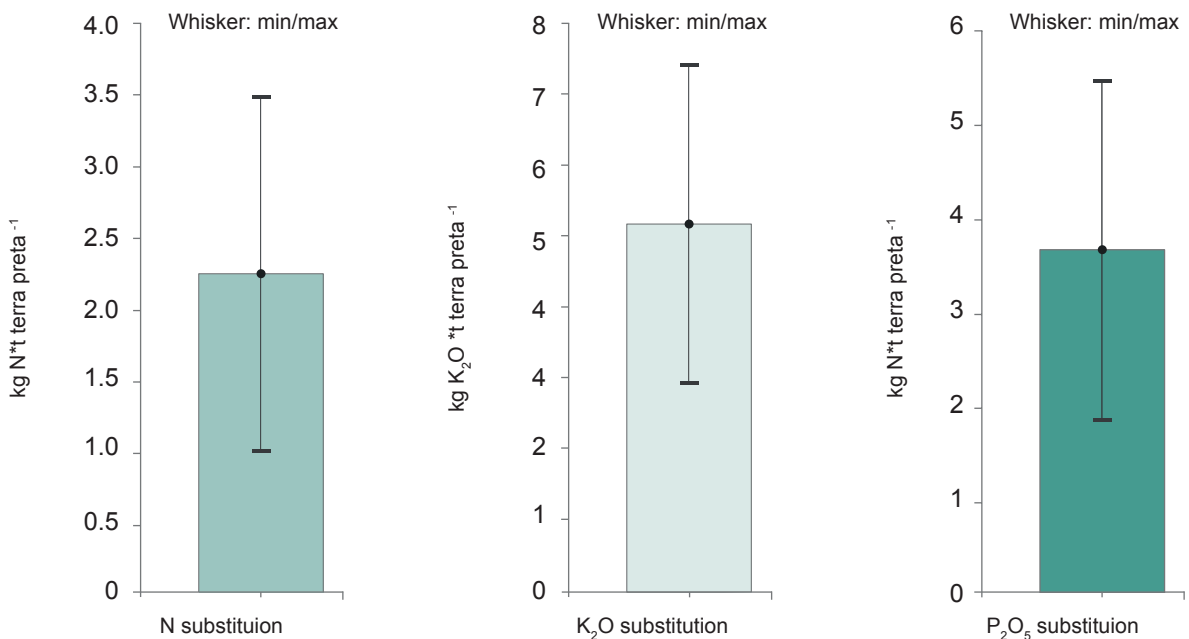 Whisker: min/max
4.0
3.5
3.0
2.5
2.0
1.5
1.0
0.5
0
kg N*t terra preta ⁻¹
N substituion
Whisker: min/max
8
7
6
5
4
4
2
1
0
kg K₂O *t terra preta ⁻¹
K₂O substitution
Whisker: min/max
6
5
4
3
2
1
0
kg N*t terra preta ⁻¹
P₂O₅ substituion